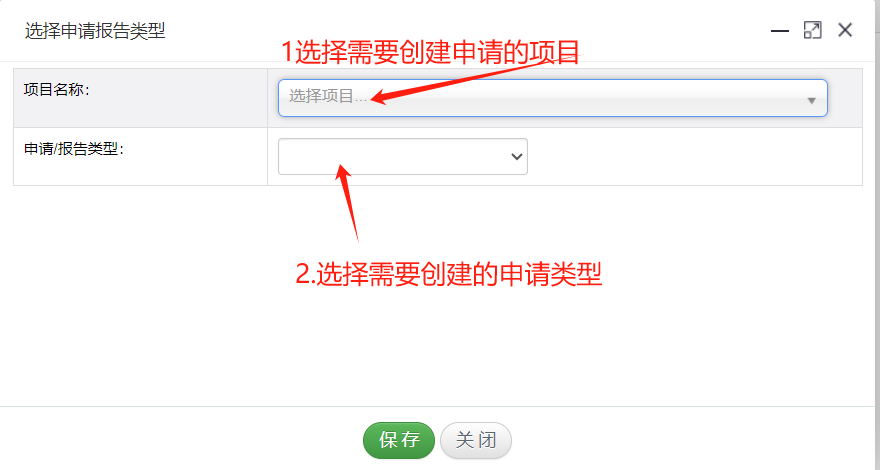 选择申请报告类型
1选择需要创建申请的项目
项目名称：
选择项目...
申请/报告类型：
2.选择需要创建的申请类型
保存
关闭